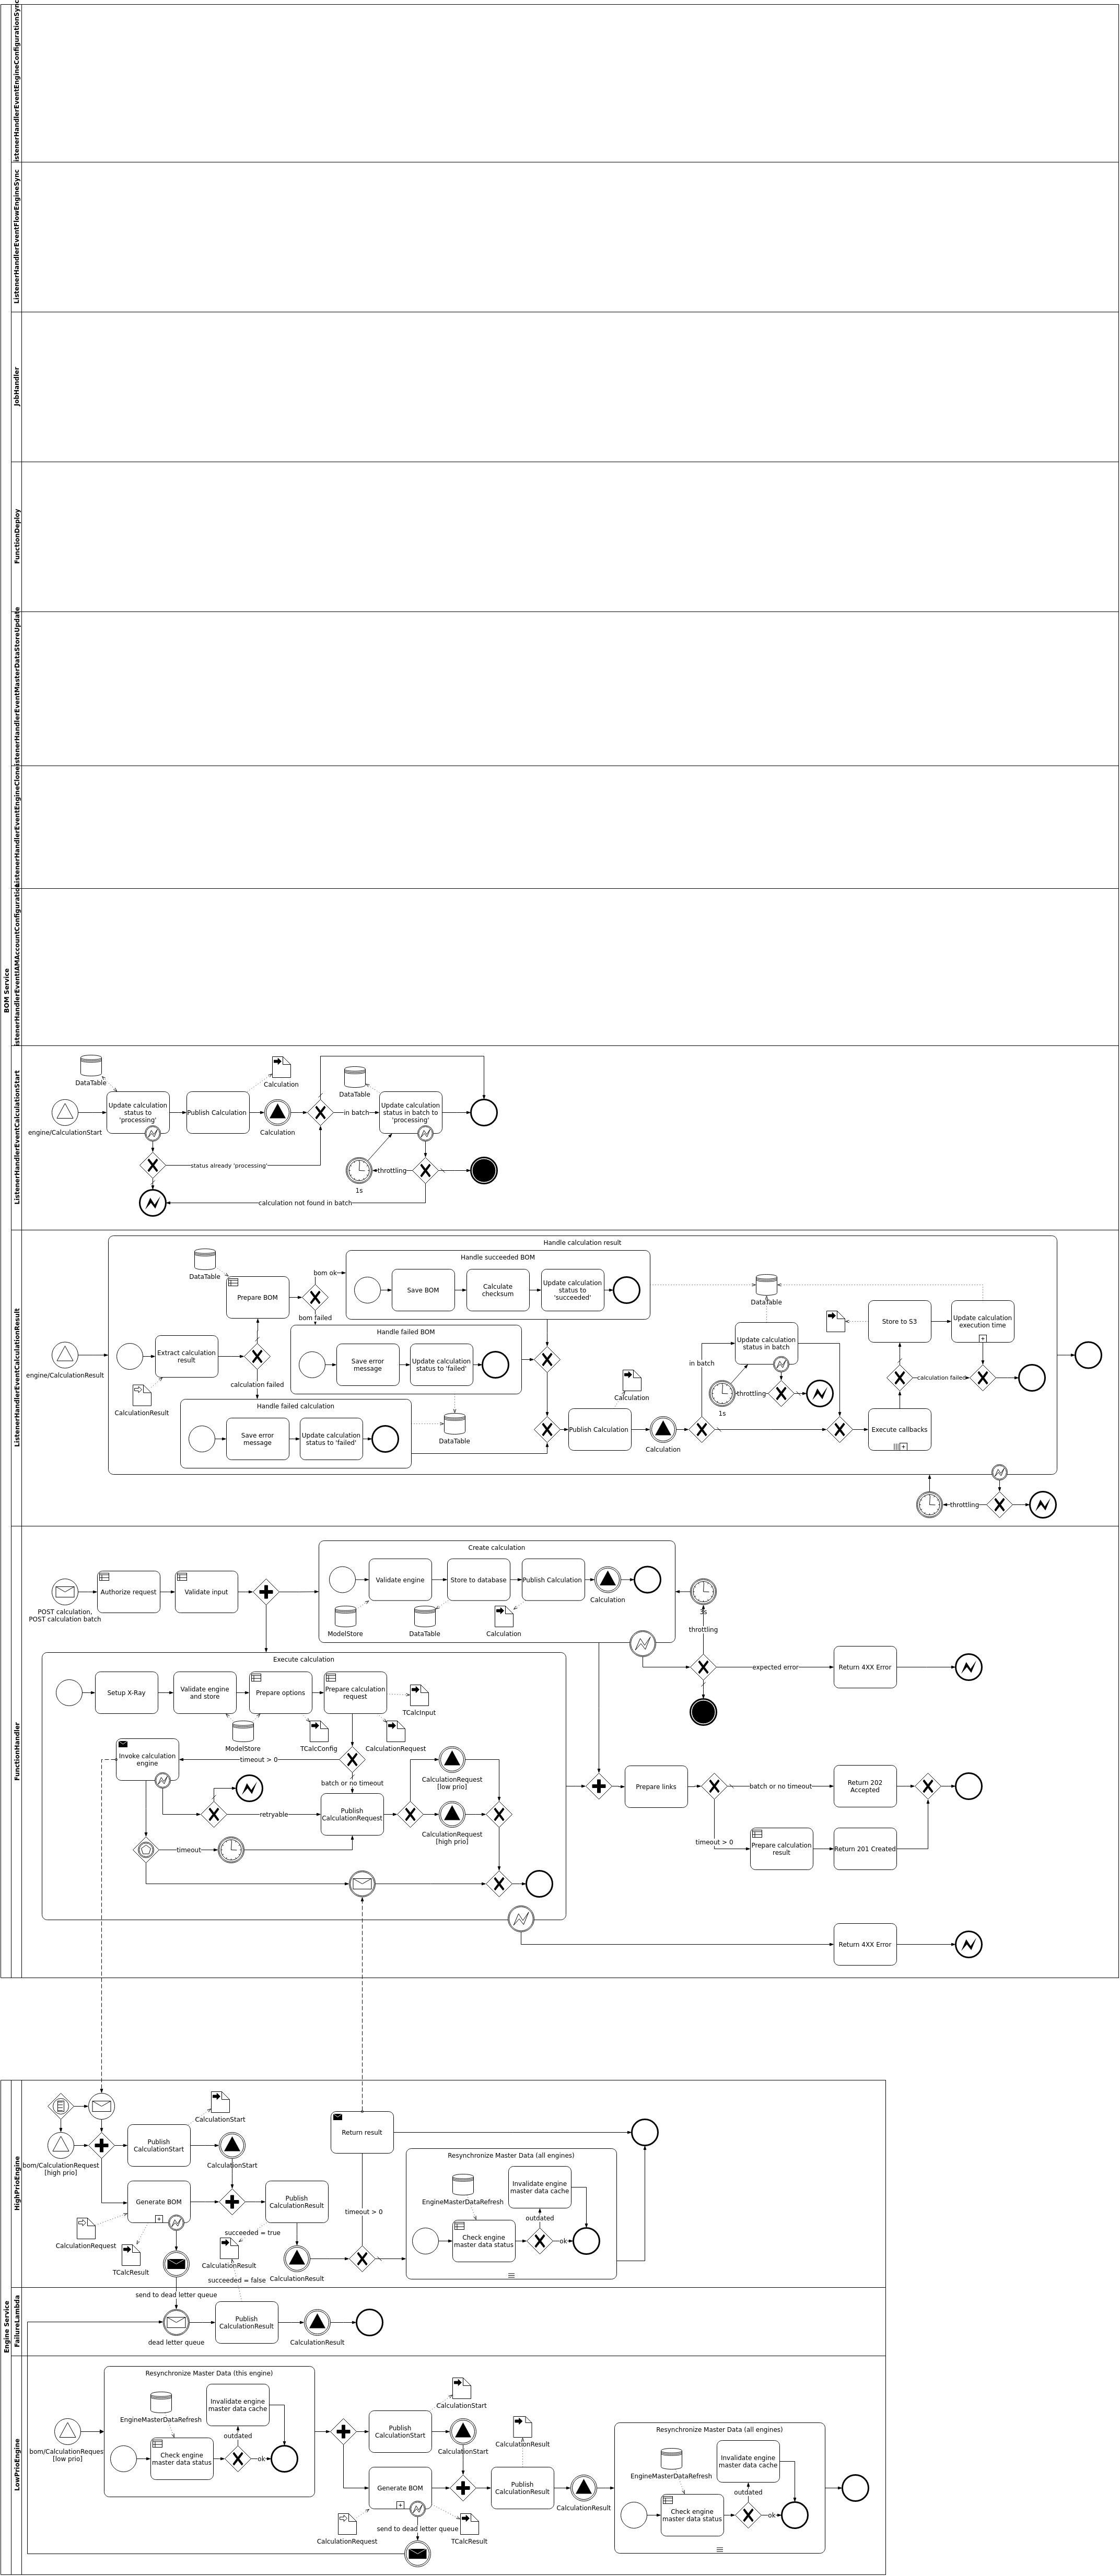 BOM Service
ListenerHandlerEventFlowEngineSync
JobHandler
FunctionDeploy
ListenerHandlerEventCalculationStart
DataTable
Update calculation
status to
'processing'
engine/CalculationStart
Publish Calculation
Calculation
Calculation
in batch
DataTable
Update calculation
status in batch to
'processing'
status already 'processing'
throttling
1s
calculation not found in batch
ListenerHandlerEventCalculationResult
Handle calculation result
engine/CalculationResult
Extract calculation
result
CalculationResult
DataTable
Prepare BOM
bom ok
bom failed
calculation failed
Handle succeeded BOM
Save BOM
Calculate
checksum
Update calculation
status to
'succeeded'
Handle failed BOM
Save error
message
Update calculation
status to 'failed'
Handle failed calculation
Save error
message
Update calculation
status to 'failed'
DataTable
Publish Calculation
Calculation
Calculation
in batch
DataTable
Update calculation
status in batch
throttling
1s
Execute callbacks
calculation failed
Store to S3
Update calculation
execution time
throttling
FunctionHandler
POST calculation,
POST calculation batch
Authorize request
Validate input
Create calculation
Validate engine
Store to database
Publish Calculation
Calculation
ModelStore
DataTable
Calculation
3s
throttling
expected error
Return 4XX Error
Execute calculation
Setup X-Ray
Validate engine
and store
Prepare options
Prepare calculation
request
TCalcInput
ModelStore
TCalcConfig
CalculationRequest
Invoke calculation
engine
timeout > 0
batch or no timeout
retryable
Publish
CalculationRequest
CalculationRequest
[low prio]
CalculationRequest
[high prio]
timeout
Prepare links
batch or no timeout
Return 202
Accepted
timeout > 0
Prepare calculation
result
Return 201 Created
Return 4XX Error
Engine Service
HighPrioEngine
bom/CalculationRequest
[high prio]
Publish
CalculationStart
CalculationStart
CalculationStart
Generate BOM
CalculationRequest
TCalcResult
Publish
CalculationResult
succeeded = true
CalculationResult
succeeded = false
CalculationResult
Return result
timeout > 0
Resynchronize Master Data (all engines)
EngineMasterDataRefresh
Invalidate engine
master data cache
Check engine
master data status
outdated
ok
send to dead letter queue
FailureLambda
dead letter queue
Publish
CalculationResult
CalculationResult
LowPrioEngine
[low prio]
Resynchronize Master Data (this engine)
EngineMasterDataRefresh
Invalidate engine
master data cache
Check engine
master data status
outdated
ok
Publish
CalculationStart
CalculationStart
CalculationStart
Generate BOM
CalculationRequest
send to dead letter queue
TCalcResult
Publish
CalculationResult
CalculationResult
CalculationResult
Resynchronize Master Data (all engines)
EngineMasterDataRefresh
Invalidate engine
master data cache
Check engine
master data status
outdated
ok